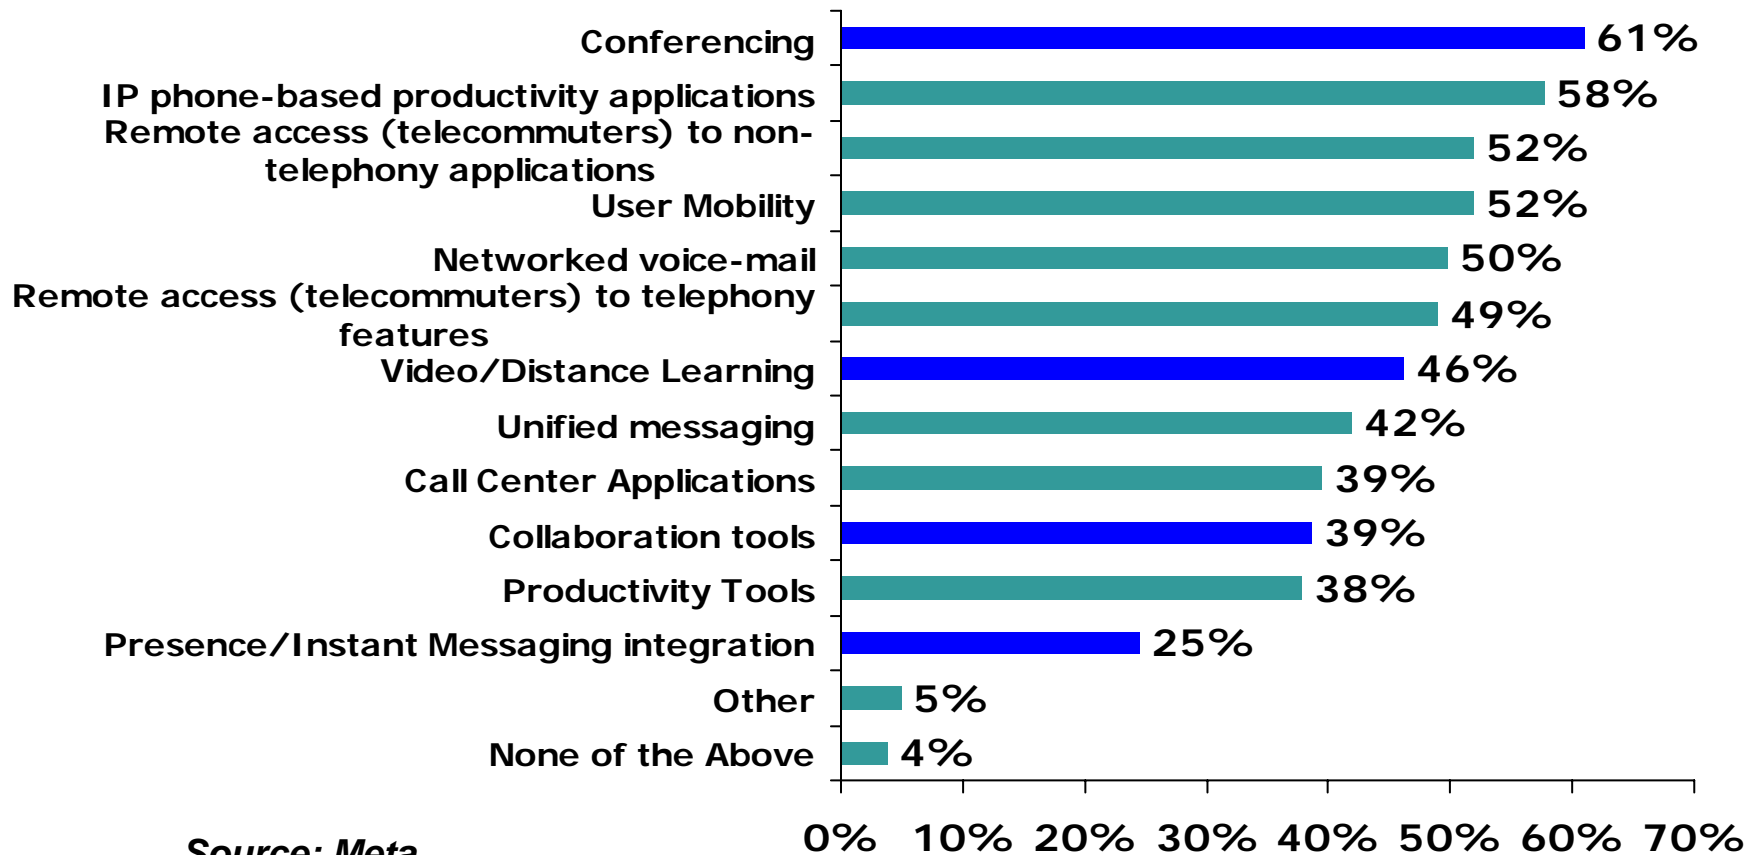 Conferencing 61%
IP phone-based productivity applications 58%
Remote access (telecommuters) to non-
telephony applications 52%
User Mobility 52%
Networked voice-mail 50%
Remote access (telecommuters) to telephony
features 49%
Video/Distance Learning 46%
Unified messaging 42%
Call Center Applications 39%
Collaboration tools 39%
Productivity Tools 38%
Presence/Instant Messaging integration 25%
Other 5%
None of the Above 4%
0% 10% 20% 30% 40% 50% 60% 70%
Source: Meta